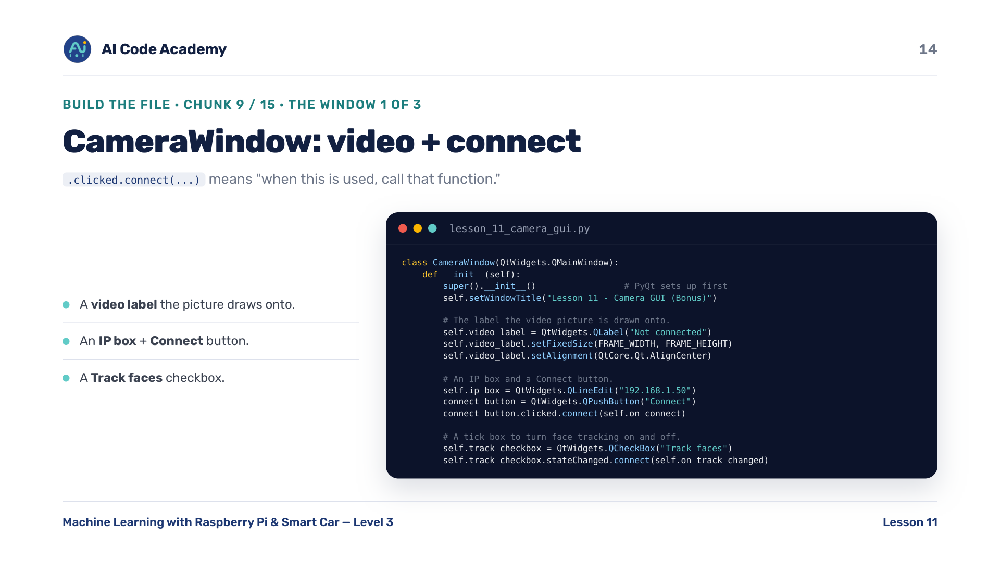 AI Code Academy
14
BUILD THE FILE • CHUNK 9 / 15 • THE WINDOW 1 OF 3
CameraWindow: video + connect
.clicked.connect(...) means "when this is used, call that function."
A video label the picture draws onto.
An IP box + Connect button.
A Track faces checkbox.
lesson_11_camera_gui.py
class CameraWindow(QtWidgets.QMainWindow):
    def __init__(self):
        super().__init__()                 # PyQt sets up first
        self.setWindowTitle("Lesson 11 - Camera GUI (Bonus)")
        # The label the video picture is drawn onto.
        self.video_label = QtWidgets.QLabel("Not connected")
        self.video_label.setFixedSize(FRAME_WIDTH, FRAME_HEIGHT)
        self.video_label.setAlignment(QtCore.Qt.AlignCenter)
        # An IP box and a Connect button.
        self.ip_box = QtWidgets.QLineEdit("192.168.1.50")
        connect_button = QtWidgets.QPushButton("Connect")
        connect_button.clicked.connect(self.on_connect)
        # A tick box to turn face tracking on and off.
        self.track_checkbox = QtWidgets.QCheckBox("Track faces")
        self.track_checkbox.stateChanged.connect(self.on_track_changed)
Machine Learning with Raspberry Pi & Smart Car — Level 3
Lesson 11